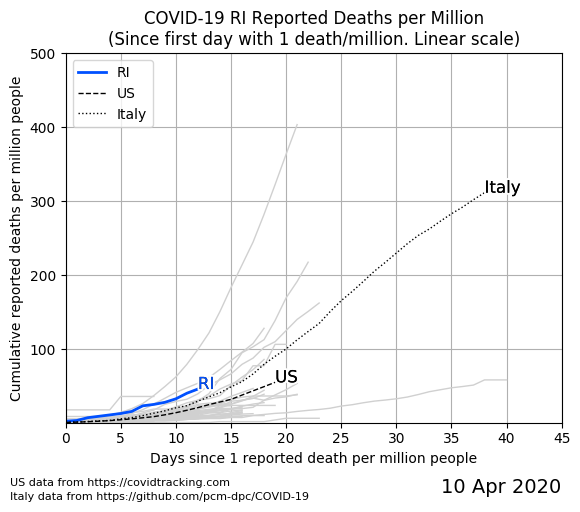 COVID-19 RI Reported Deaths per Million
(Since first day with 1 death/million. Linear scale)
Cumulative reported deaths per million people
500
400
300
200
100
RI
US
Italy
Italy
US
RI
0 5 10 15 20 25 30 35 40 45
Days since 1 reported death per million people
US data from https://covidtracking.com
Italy data from https://github.com/pcm-dpc/COVID-19
10 Apr 2020